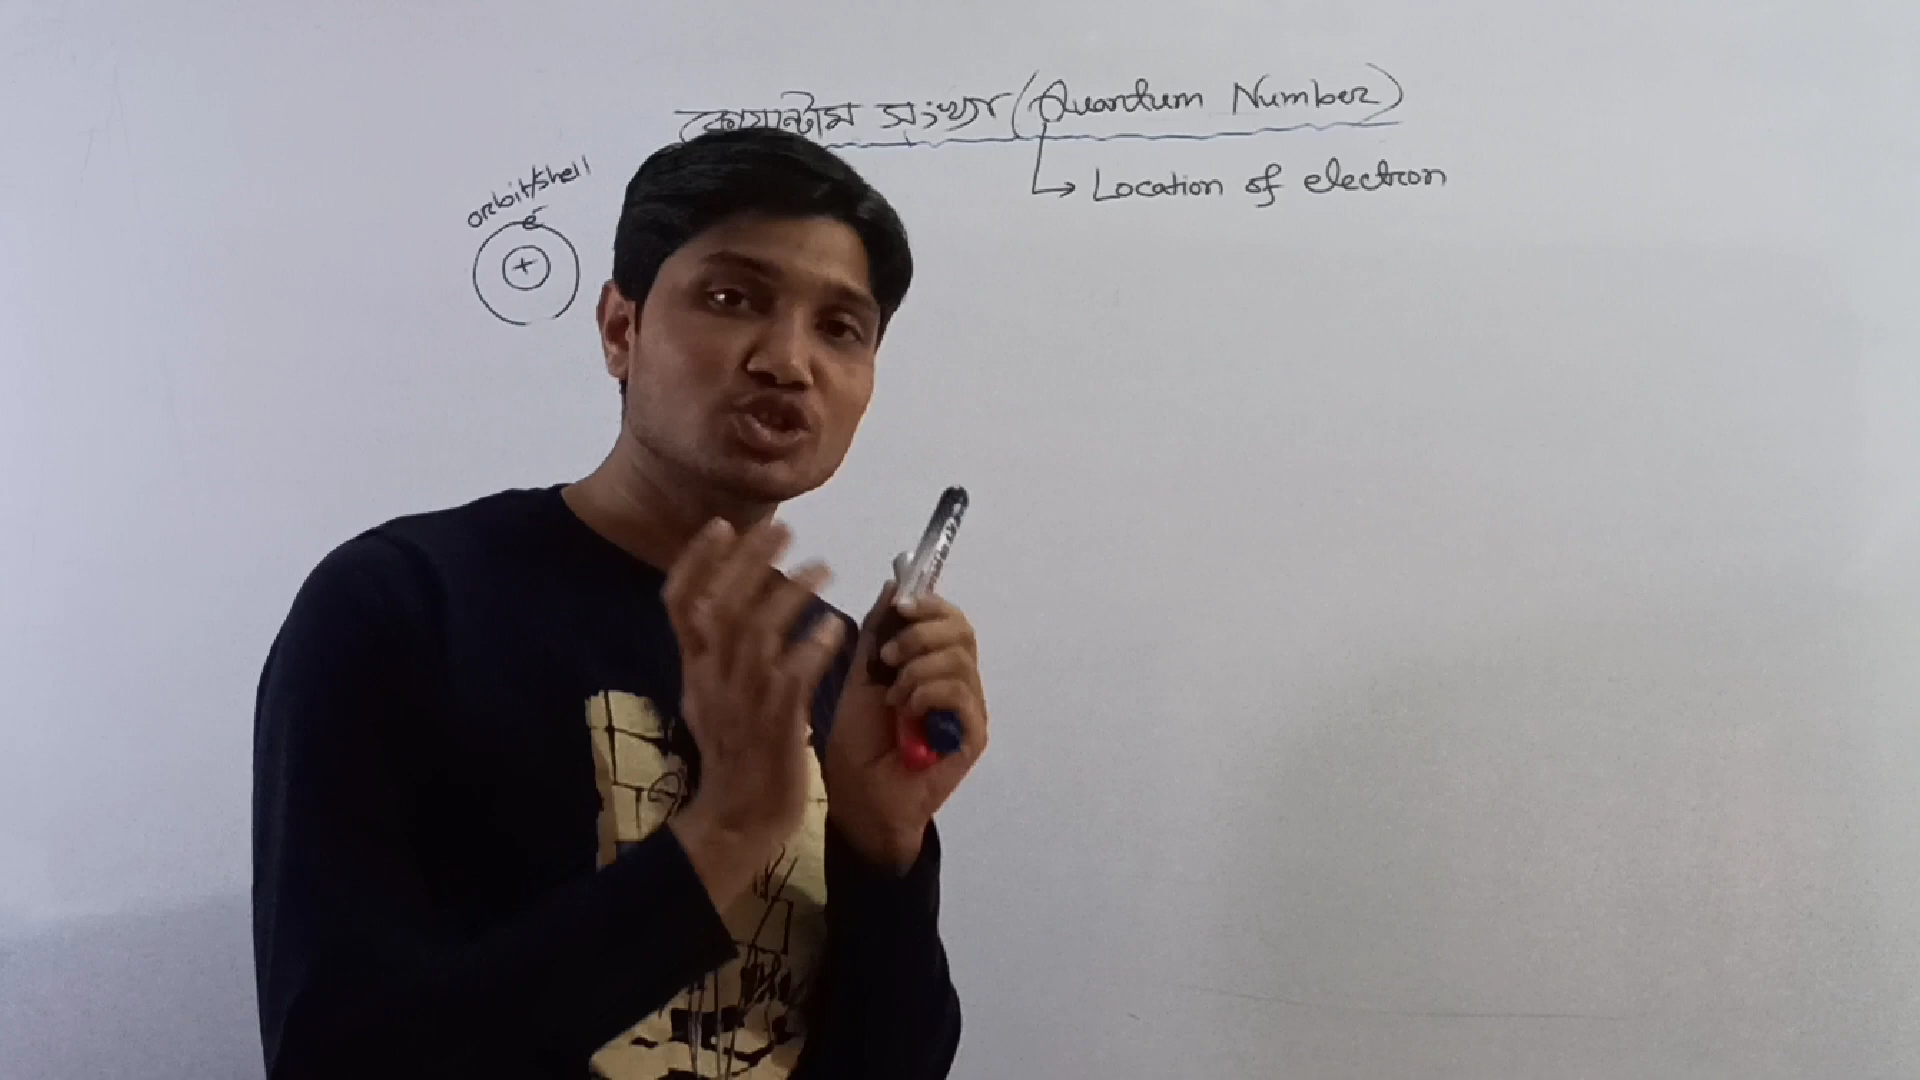 কোয়ান্টাম সংখ্যা (Quantum Number)
→ Location of electron
orbit/shell
e⁻
+